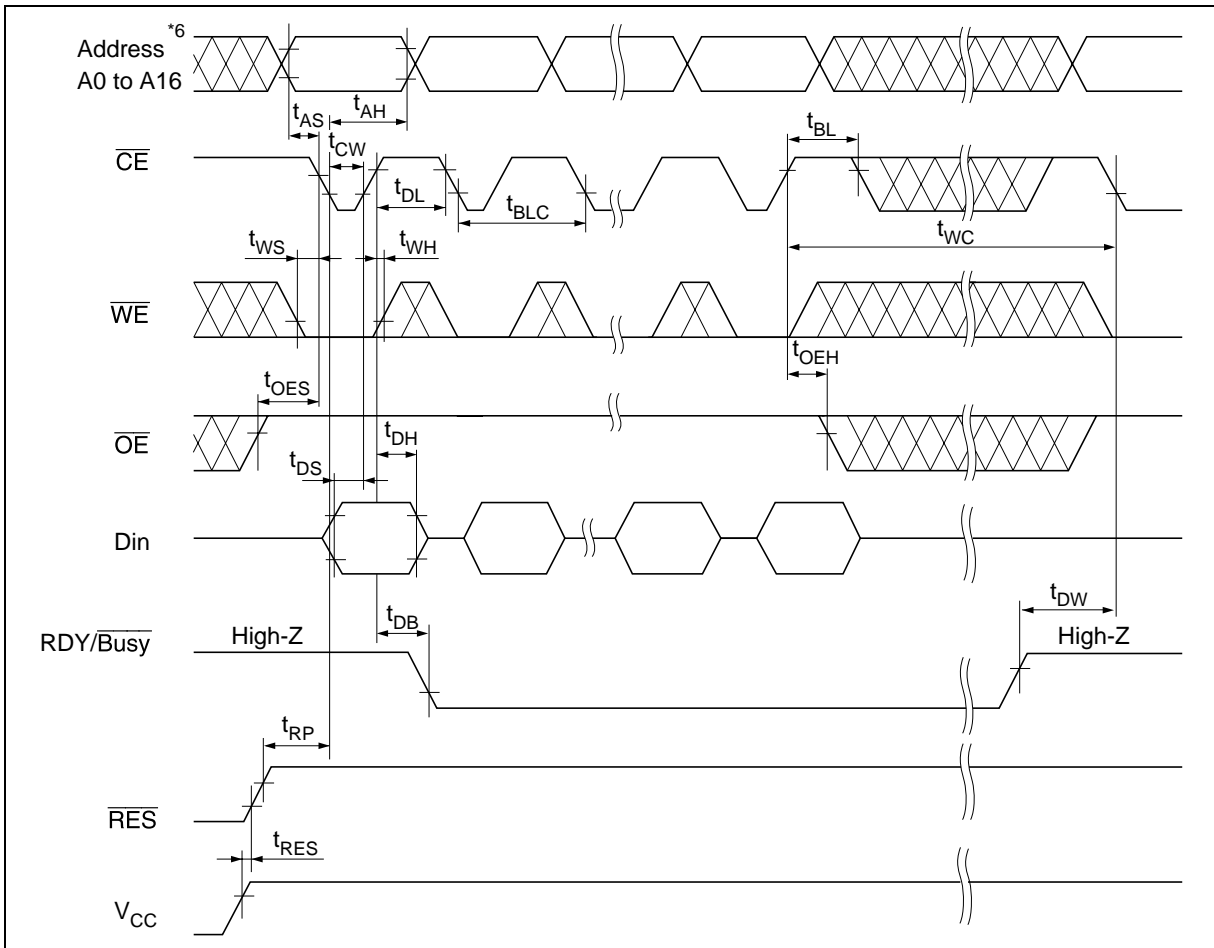 Address *6
A0 to A16
tAS
tAH
tCW
tBL
CE
tDL
tBLC
tWC
tWS
tWH
WE
tOEH
tOES
OE
tDH
tDS
Din
tDB
tDW
RDY/Busy
High-Z
High-Z
tRP
RES
tRES
VCC